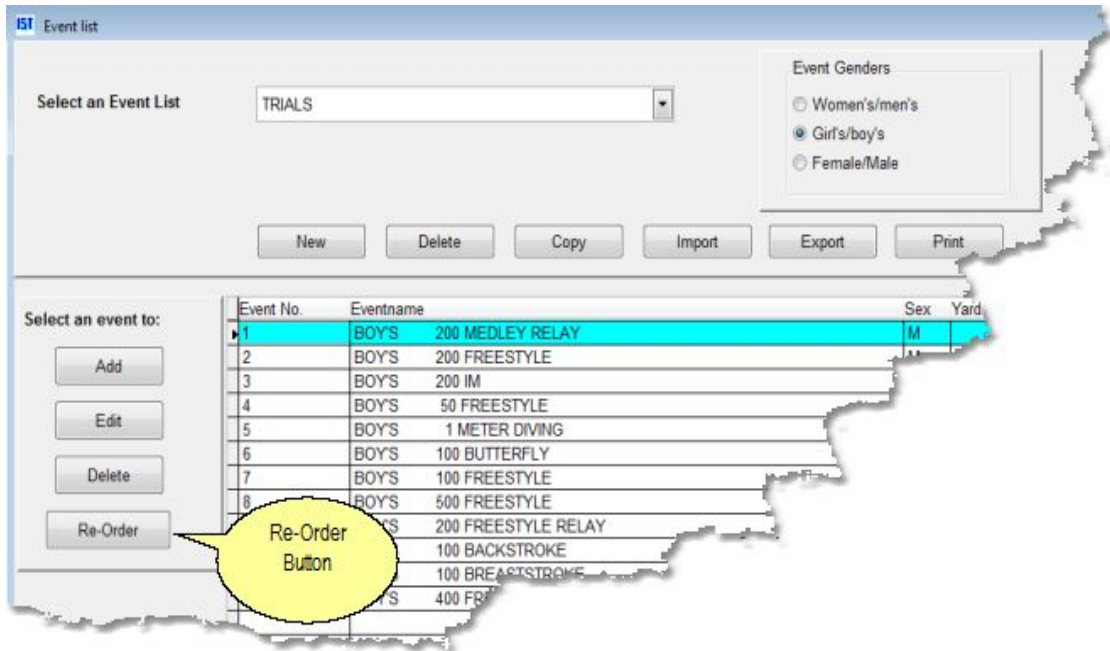 IST Event list
Event Genders
Select an Event List
TRIALS
Women's/men's
Girl's/boy's
Female/Male
New Delete Copy Import Export Print
Select an event to:
Add
Edit
Delete
Re-Order
Event No. Eventname Sex Yard
1 BOY'S 200 MEDLEY RELAY M
2 BOY'S 200 FREESTYLE
3 BOY'S 200 IM
4 BOY'S 50 FREESTYLE
5 BOY'S 1 METER DIVING
6 BOY'S 100 BUTTERFLY
7 BOY'S 100 FREESTYLE
8 BOY'S 500 FREESTYLE
200 FREESTYLE RELAY
100 BACKSTROKE
100 BREASTSTROKE
400
Re-Order
Button